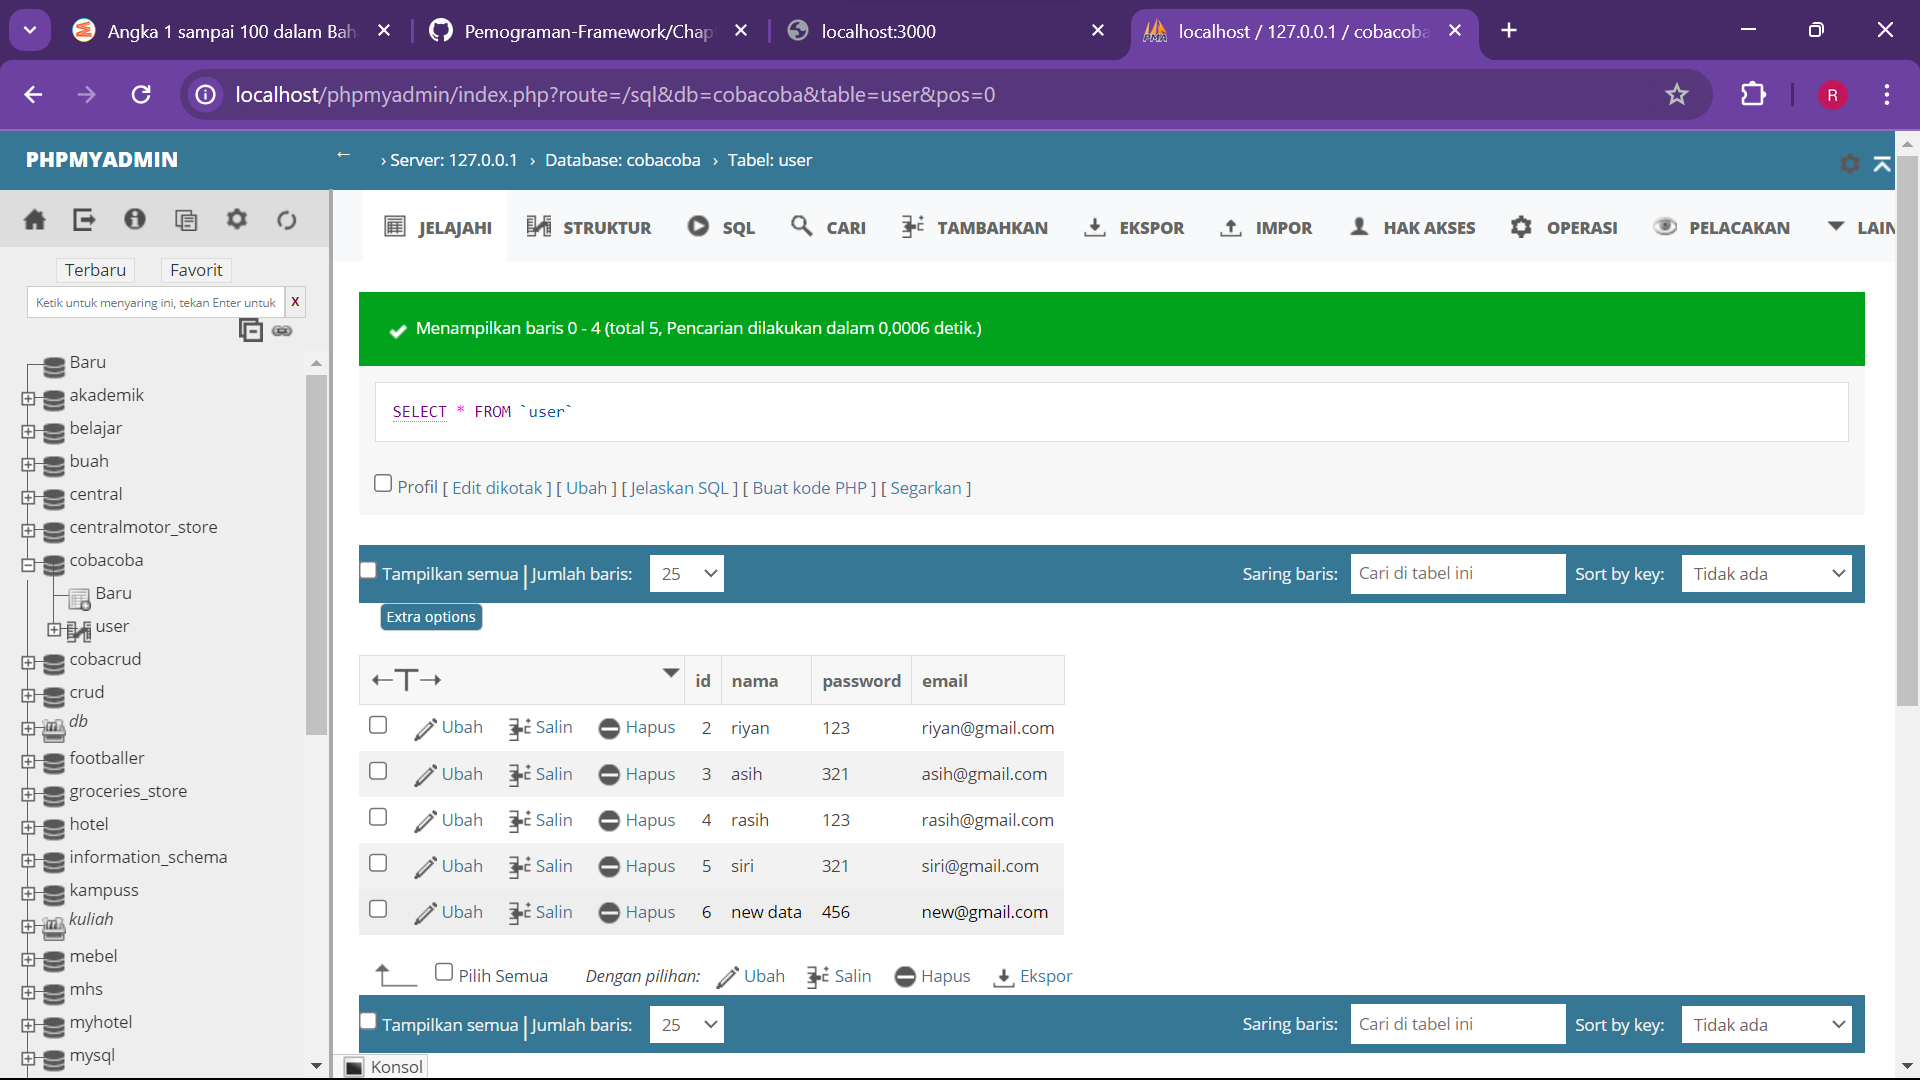 Angka 1 sampai 100 dalam Bah
Pemograman-Framework/Chap
localhost:3000
localhost / 127.0.0.1 / cobacoba
localhost/phpmyadmin/index.php?route=/sql&db=cobacoba&table=user&pos=0
R
PHPMYADMIN
← › Server: 127.0.0.1 › Database: cobacoba › Tabel: user
JELAJAHI STRUKTUR SQL CARI TAMBAHKAN EKSPOR IMPOR HAK AKSES OPERASI PELACAKAN LAIN
Terbaru Favorit
Ketik untuk menyaring ini, tekan Enter untuk X
Baru
akademik
belajar
buah
central
centralmotor_store
cobacoba
Baru
user
cobacrud
crud
db
footballer
groceries_store
hotel
information_schema
kampuss
kuliah
mebel
mhs
myhotel
mysql
Menampilkan baris 0 - 4 (total 5, Pencarian dilakukan dalam 0,0006 detik.)
SELECT * FROM `user`
Profil [ Edit dikotak ] [ Ubah ] [ Jelaskan SQL ] [ Buat kode PHP ] [ Segarkan ]
Tampilkan semua | Jumlah baris: 25 Saring baris: Cari di tabel ini Sort by key: Tidak ada
Extra options
←T→ id nama password email
Ubah Salin Hapus 2 riyan 123 riyan@gmail.com
Ubah Salin Hapus 3 asih 321 asih@gmail.com
Ubah Salin Hapus 4 rasih 123 rasih@gmail.com
Ubah Salin Hapus 5 siri 321 siri@gmail.com
Ubah Salin Hapus 6 new data 456 new@gmail.com
Pilih Semua Dengan pilihan: Ubah Salin Hapus Ekspor
Tampilkan semua | Jumlah baris: 25 Saring baris: Cari di tabel ini Sort by key: Tidak ada
Konsol